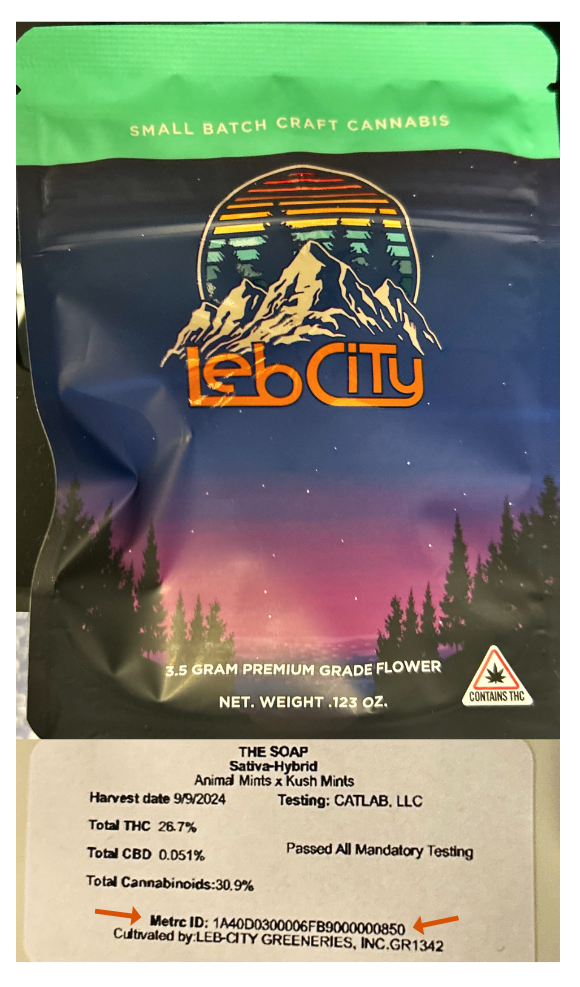 SMALL BATCH CRAFT CANNABIS
Leb CiTy
3.5 GRAM PREMIUM GRADE FLOWER
NET. WEIGHT .123 OZ.
CONTAINS THC
THE SOAP
Sativa-Hybrid
Animal Mints x Kush Mints
Harvest date 9/9/2024 Testing: CATLAB, LLC
Total THC 26.7%
Total CBD 0.051% Passed All Mandatory Testing
Total Cannabinoids:30.9%
Metrc ID: 1A40D0300006FB9000000850
Cultivated by:LEB-CITY GREENERIES, INC.GR1342